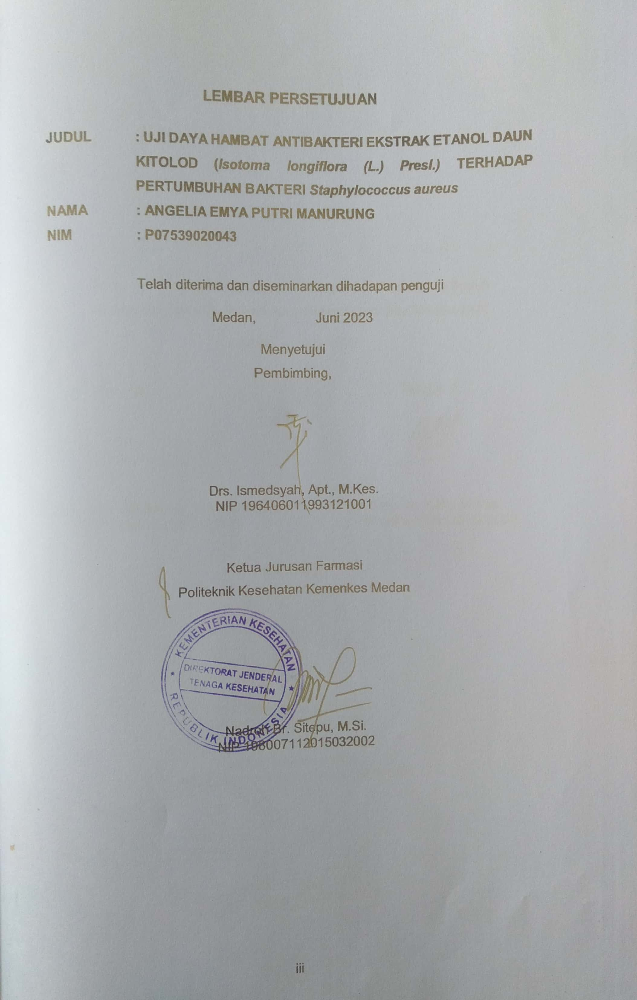 LEMBAR PERSETUJUAN
JUDUL : UJI DAYA HAMBAT ANTIBAKTERI EKSTRAK ETANOL DAUN
KITOLOD (Isotoma longiflora (L.) Presl.) TERHADAP
PERTUMBUHAN BAKTERI Staphylococcus aureus
NAMA : ANGELIA EMYA PUTRI MANURUNG
NIM : P07539020043
Telah diterima dan diseminarkan dihadapan penguji
Medan, Juni 2023
Menyetujui
Pembimbing,
Drs. Ismedsyah, Apt., M.Kes.
NIP 196406011993121001
Ketua Jurusan Farmasi
Politeknik Kesehatan Kemenkes Medan
KEMENTERIAN KESEHATAN
DIREKTORAT JENDERAL
TENAGA KESEHATAN
REPUBLIK INDONESIA
Nadroh Br. Sitepu, M.Si.
NIP 198007112015032002
iii